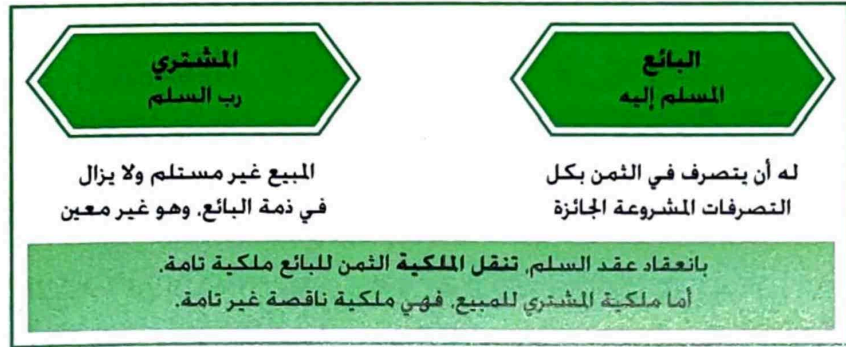 البائع
المسلم إليه
المشتري
رب السلم
له أن يتصرف في الثمن بكل
التصرفات المشروعة الجائزة
المبيع غير مستلم ولا يزال
في ذمة البائع، وهو غير معين
بانعقاد عقد السلم، تنقل الملكية الثمن للبائع ملكية تامة،
أما ملكية المشتري للمبيع، فهي ملكية ناقصة غير تامة.